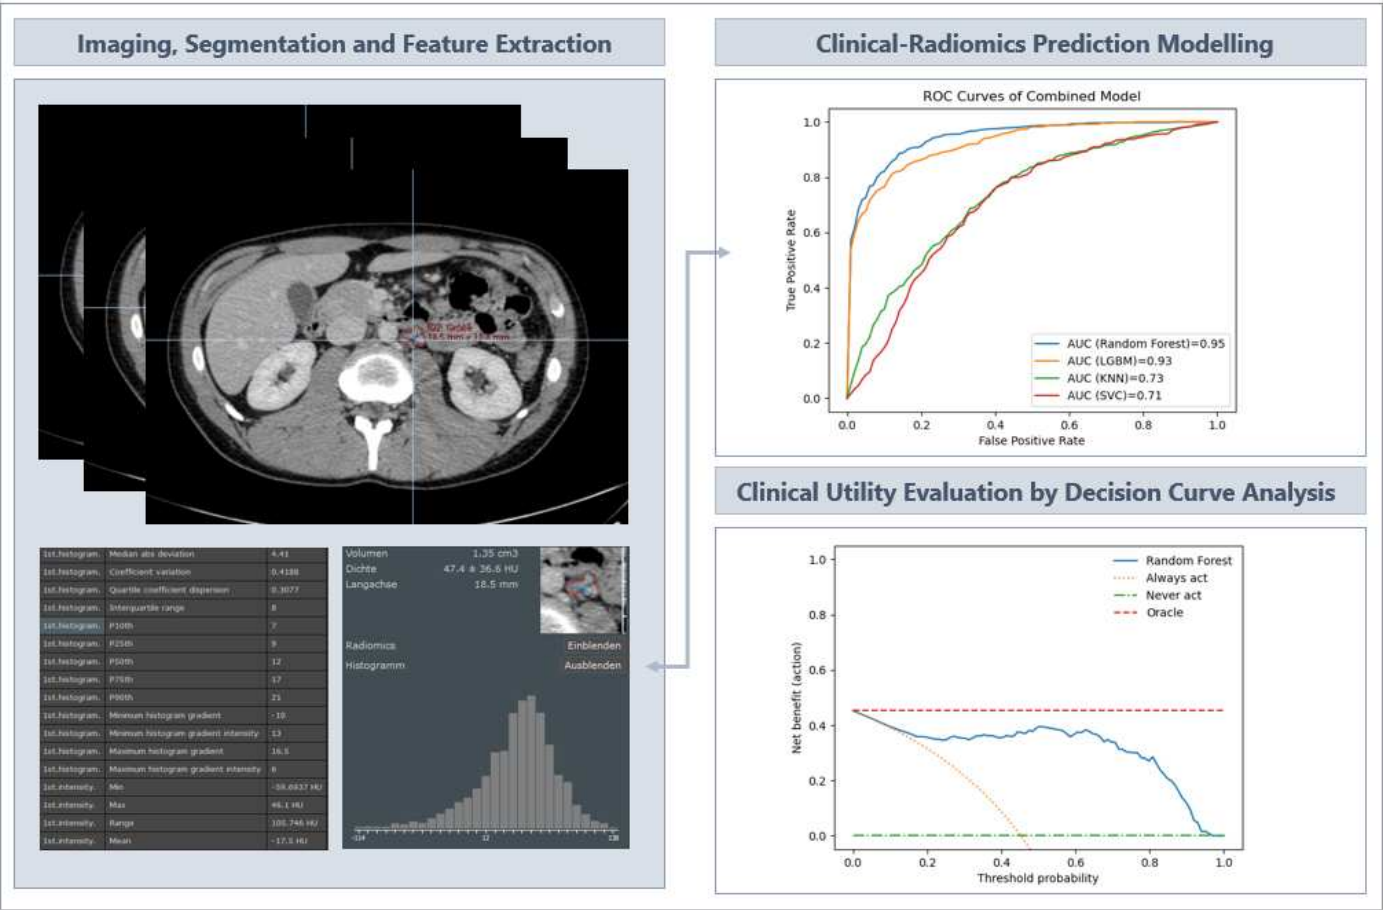 Imaging, Segmentation and Feature Extraction
1st.histogram. Median abs deviation 4.41
1st.histogram. Coefficient variation 0.4188
1st.histogram. Quartile coefficient dispersion 0.3077
1st.histogram. Interquartile range 8
1st.histogram. P10th 7
1st.histogram. P25th 9
1st.histogram. P50th 12
1st.histogram. P75th 17
1st.histogram. P90th 21
1st.histogram. Minimum histogram gradient -10
1st.histogram. Minimum histogram gradient intensity 13
1st.histogram. Maximum histogram gradient 16.5
1st.histogram. Maximum histogram gradient intensity 6
1st.intensity. Min -59.6937 HU
1st.intensity. Max 46.1 HU
1st.intensity. Range 105.746 HU
1st.intensity. Mean -17.5 HU
Volumen 1.35 cm3
Dichte 47.4 ± 36.6 HU
Langachse 18.5 mm
Radiomics Einblenden
Histogramm Ausblenden
-114 12 138
Clinical-Radiomics Prediction Modelling
ROC Curves of Combined Model
True Positive Rate
1.0
0.8
0.6
0.4
0.2
0.0
AUC (Random Forest)=0.95
AUC (LGBM)=0.93
AUC (KNN)=0.73
AUC (SVC)=0.71
0.0 0.2 0.4 0.6 0.8 1.0
False Positive Rate
Clinical Utility Evaluation by Decision Curve Analysis
Net benefit (action)
1.0
0.8
0.6
0.4
0.2
0.0
Random Forest
Always act
Never act
Oracle
0.0 0.2 0.4 0.6 0.8 1.0
Threshold probability